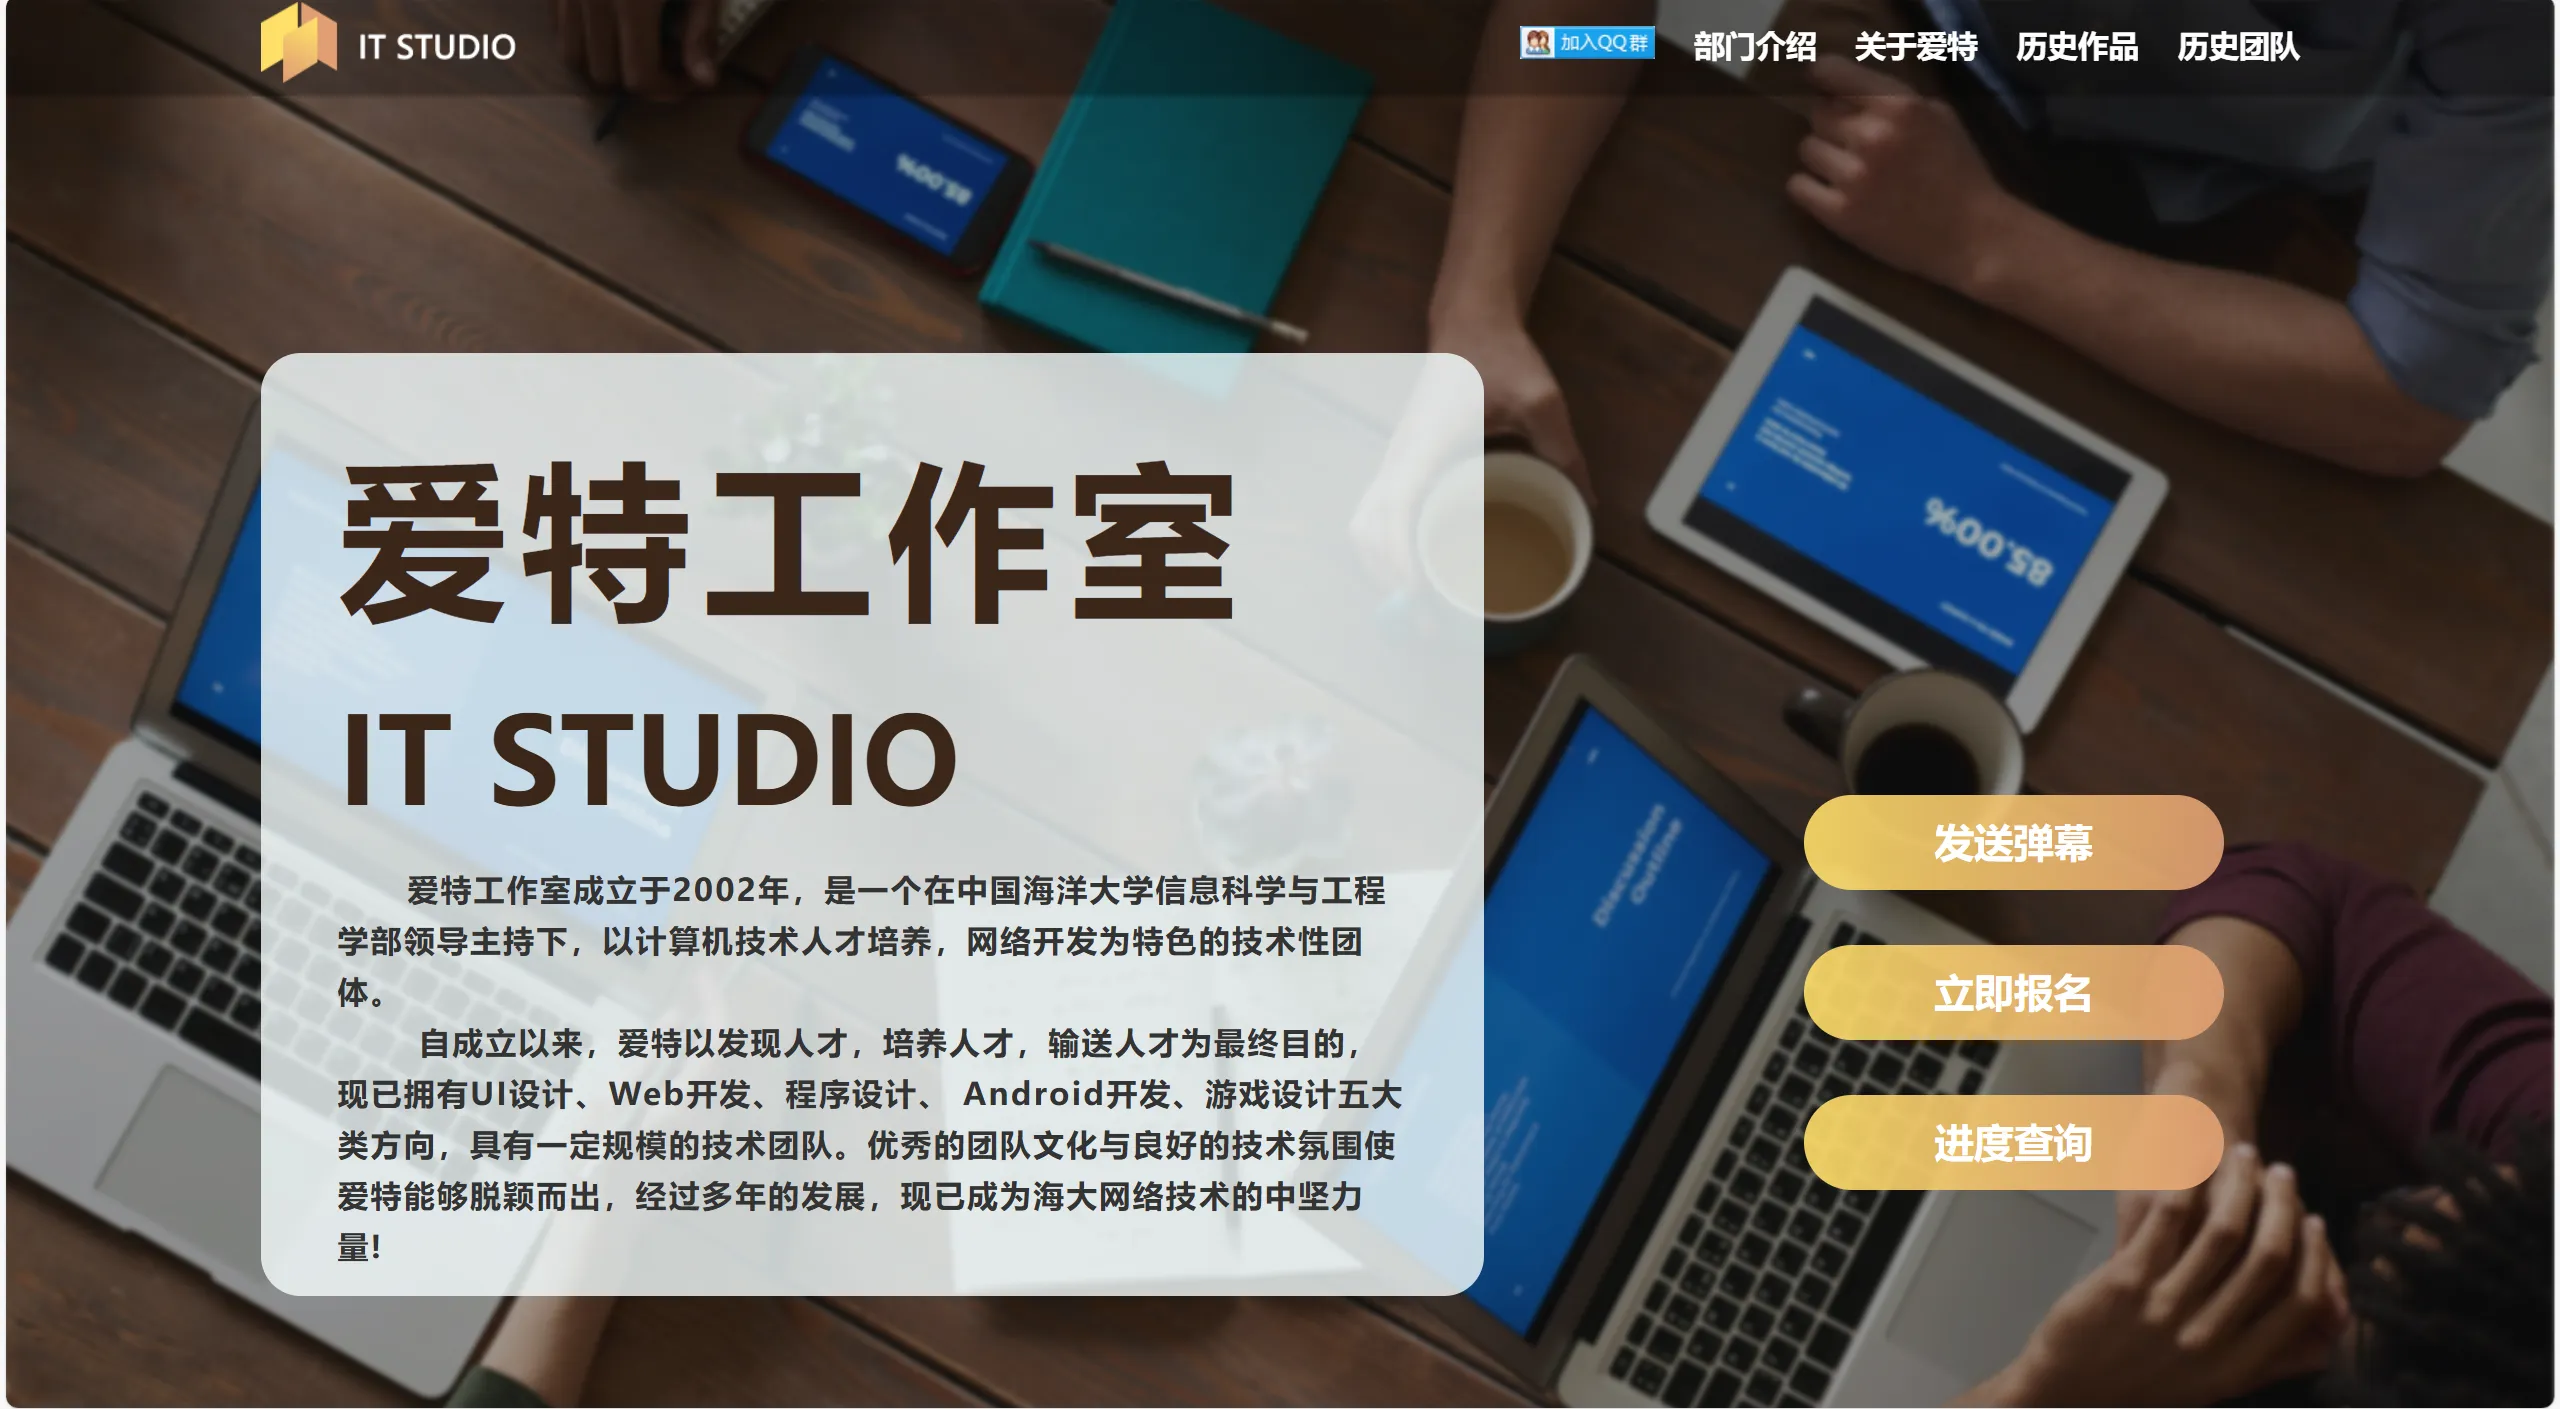 IT STUDIO
加入QQ群 部门介绍 关于爱特 历史作品 历史团队
85.00%
85.00%
爱特工作室
IT STUDIO
爱特工作室成立于2002年，是一个在中国海洋大学信息科学与工程
学部领导主持下，以计算机技术人才培养，网络开发为特色的技术性团
体。
自成立以来，爱特以发现人才，培养人才，输送人才为最终目的，
现已拥有UI设计、Web开发、程序设计、 Android开发、游戏设计五大
类方向，具有一定规模的技术团队。优秀的团队文化与良好的技术氛围使
爱特能够脱颖而出，经过多年的发展，现已成为海大网络技术的中坚力
量!
Discussion
Outline
发送弹幕
立即报名
进度查询